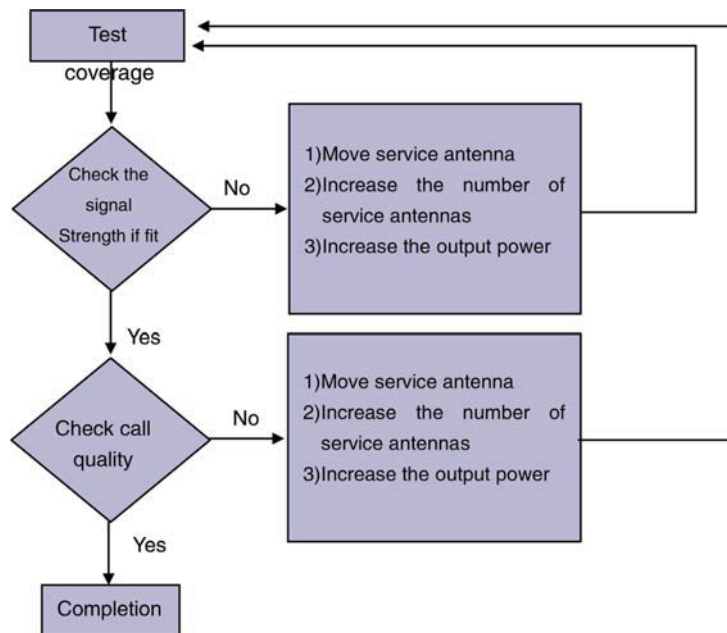 Test
coverage
Check the
signal
Strength if fit
No
1)Move service antenna
2)Increase the number of
service antennas
3)Increase the output power
Yes
Check call
quality
No
1)Move service antenna
2)Increase the number of
service antennas
3)Increase the output power
Yes
Completion